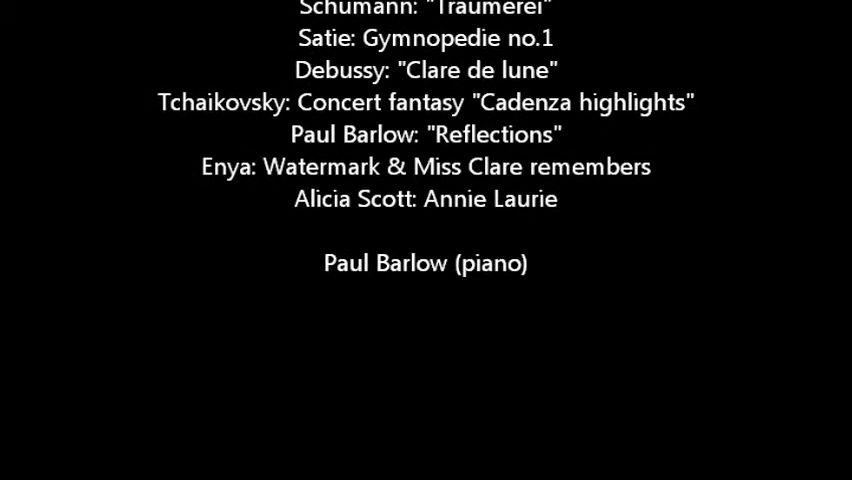 Schumann: "Traumerei"
Satie: Gymnopedie no.1
Debussy: "Clare de lune"
Tchaikovsky: Concert fantasy "Cadenza highlights"
Paul Barlow: "Reflections"
Enya: Watermark & Miss Clare remembers
Alicia Scott: Annie Laurie
Paul Barlow (piano)